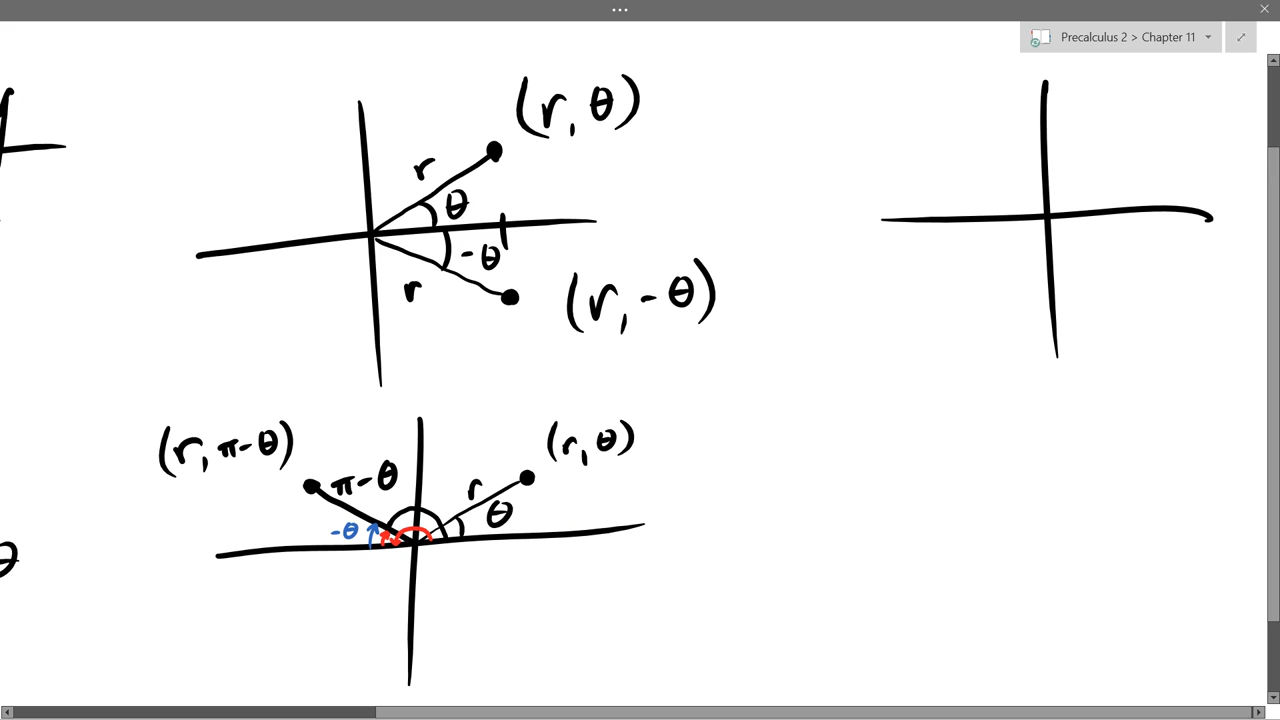 Precalculus 2 > Chapter 11
(r, θ)
r
θ
-θ
r
(r, -θ)
(r, π-θ)
π-θ
(r, θ)
r
θ
-θ
θ